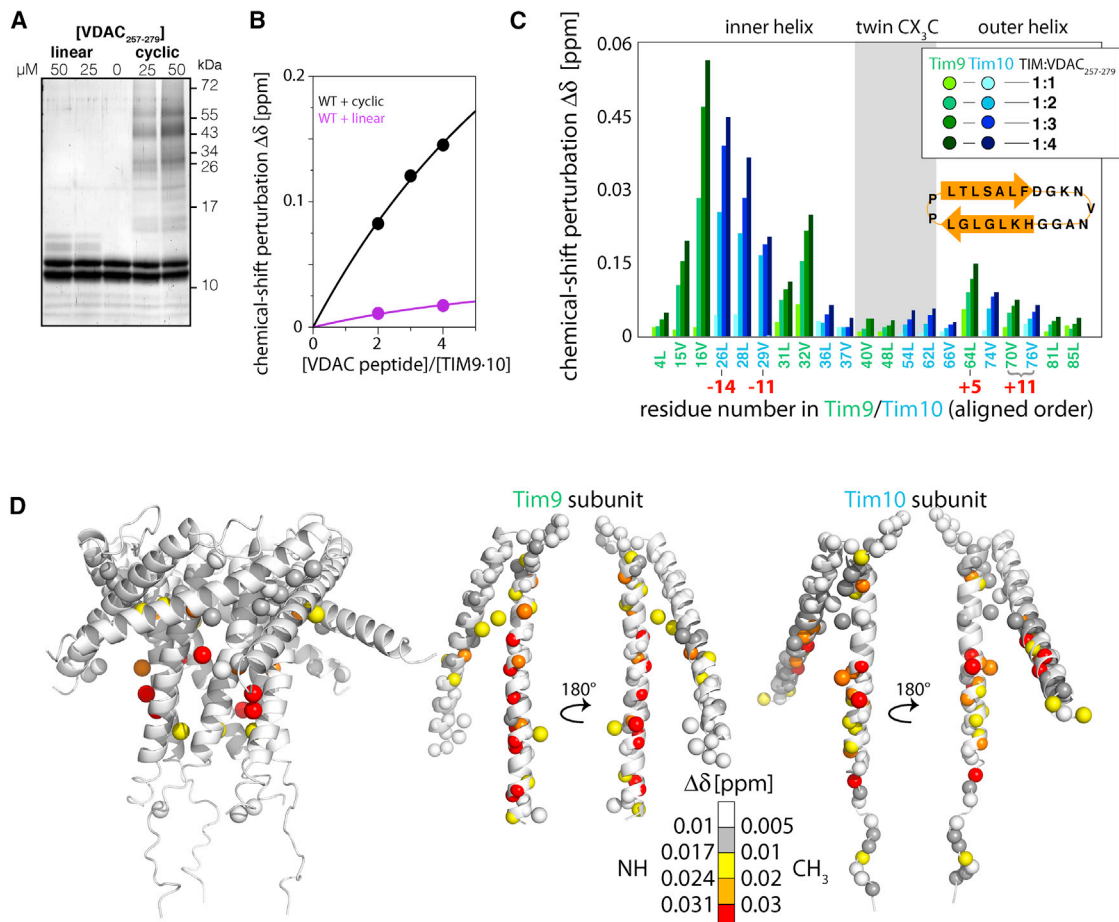 A
[VDAC257-279]
linear cyclic
µM 50 25 0 25 50 kDa
72
55
43
34
26
17
10
B
chemical-shift perturbation Δδ [ppm]
0.2
0.1
0
WT + cyclic
WT + linear
0 2 4
[VDAC peptide]/[TIM9·10]
C
inner helix twin CX3C outer helix
chemical-shift perturbation Δδ [ppm]
0.06
0.45
0.03
0.15
0
Tim9 Tim10 TIM:VDAC257-279
1:1
1:2
1:3
1:4
P L T L S A L F D G K N
V
P L G L G L K H G G A N
4L 15V 16V 26L 28L 29V 31L 32V 36L 37V 40V 48L 54L 62L 66V 64L 74V 70V 76V 81L 85L
-14 -11 +5 +11
residue number in Tim9/Tim10 (aligned order)
D
Tim9 subunit
Tim10 subunit
180°
180°
Δδ [ppm]
0.01 0.005
0.017 0.01
NH CH3
0.024 0.02
0.031 0.03